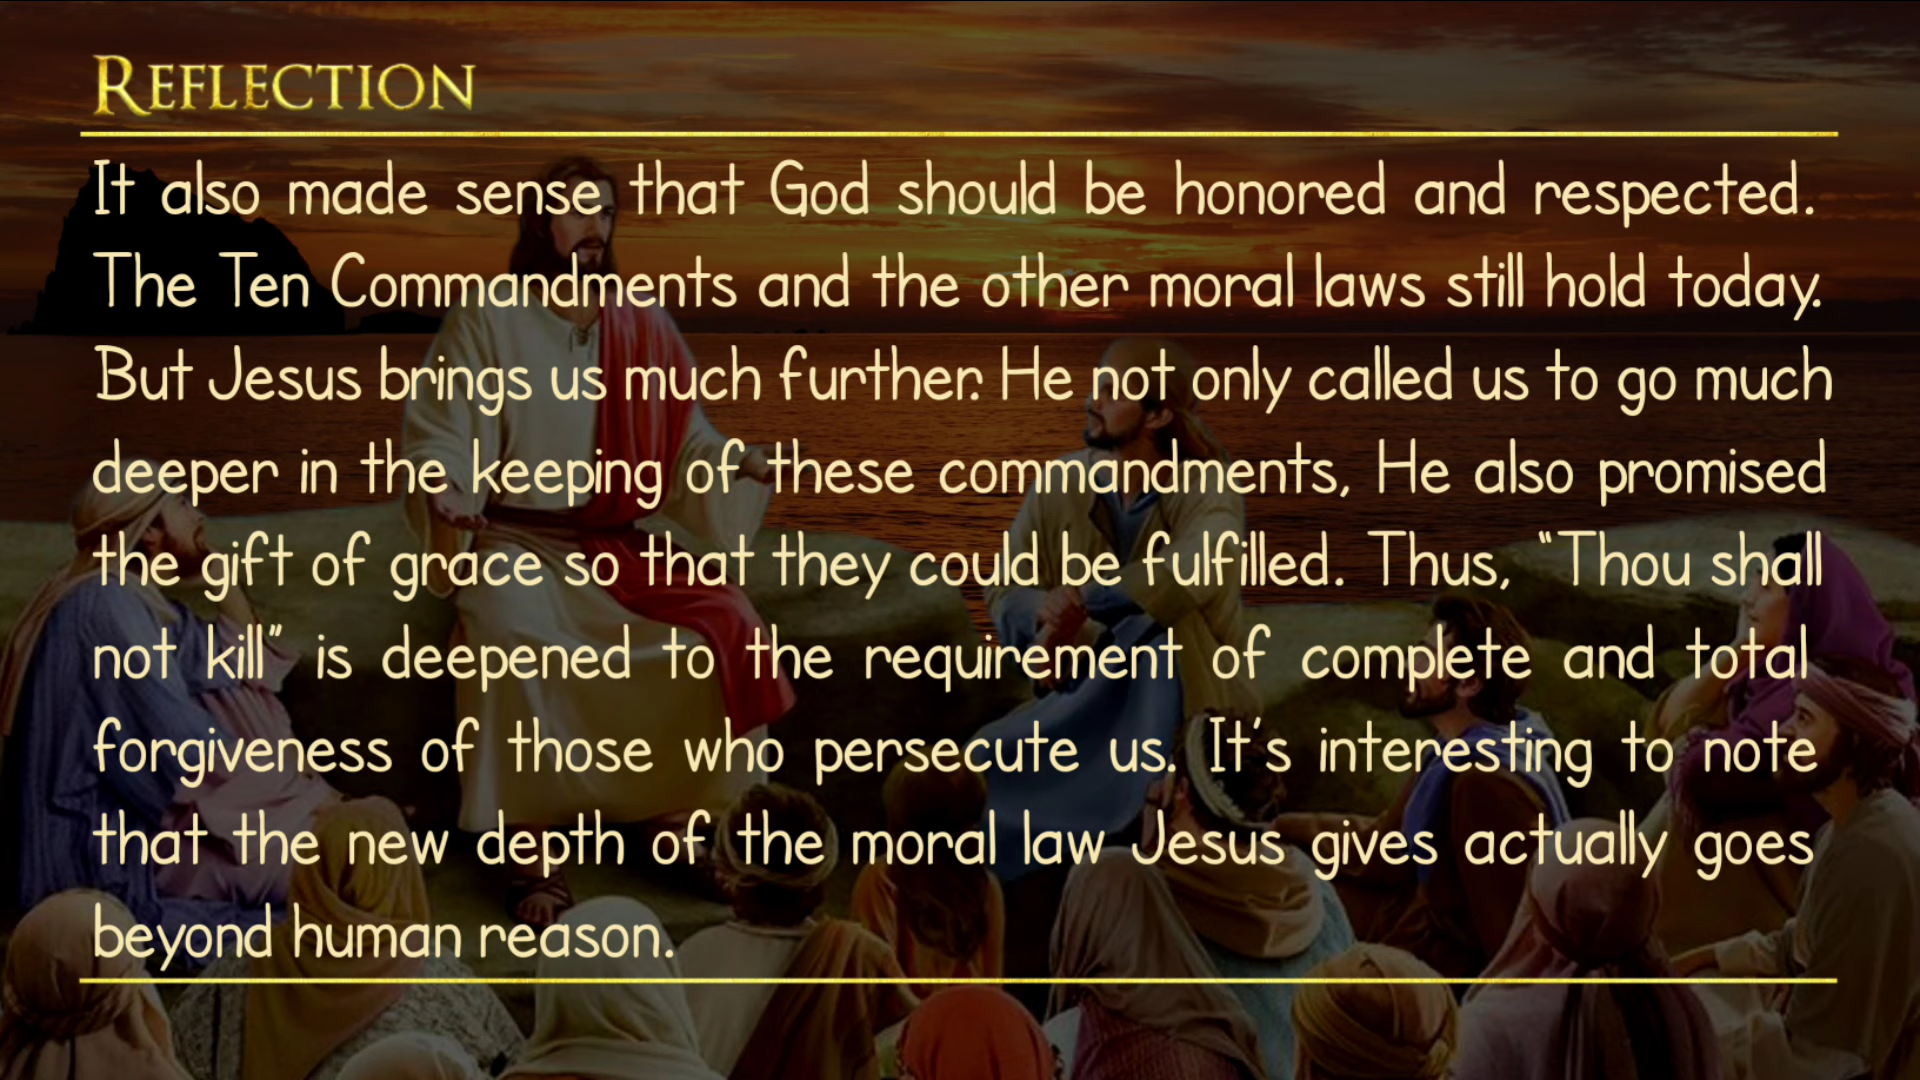 REFLECTION
It also made sense that God should be honored and respected.
The Ten Commandments and the other moral laws still hold today.
But Jesus brings us much further. He not only called us to go much
deeper in the keeping of these commandments, He also promised
the gift of grace so that they could be fulfilled. Thus, "Thou shall
not kill" is deepened to the requirement of complete and total
forgiveness of those who persecute us. It's interesting to note
that the new depth of the moral law Jesus gives actually goes
beyond human reason.